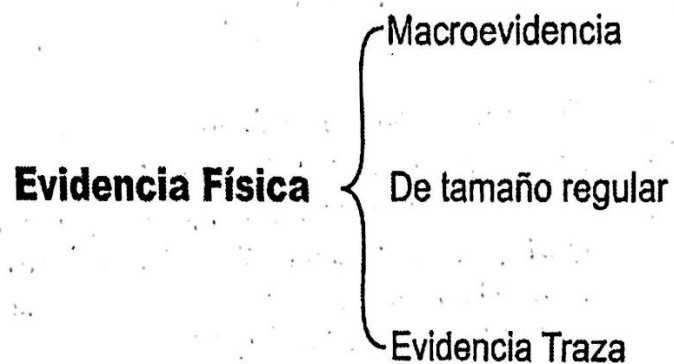 Macroevidencia
Evidencia Física
De tamaño regular
Evidencia Traza